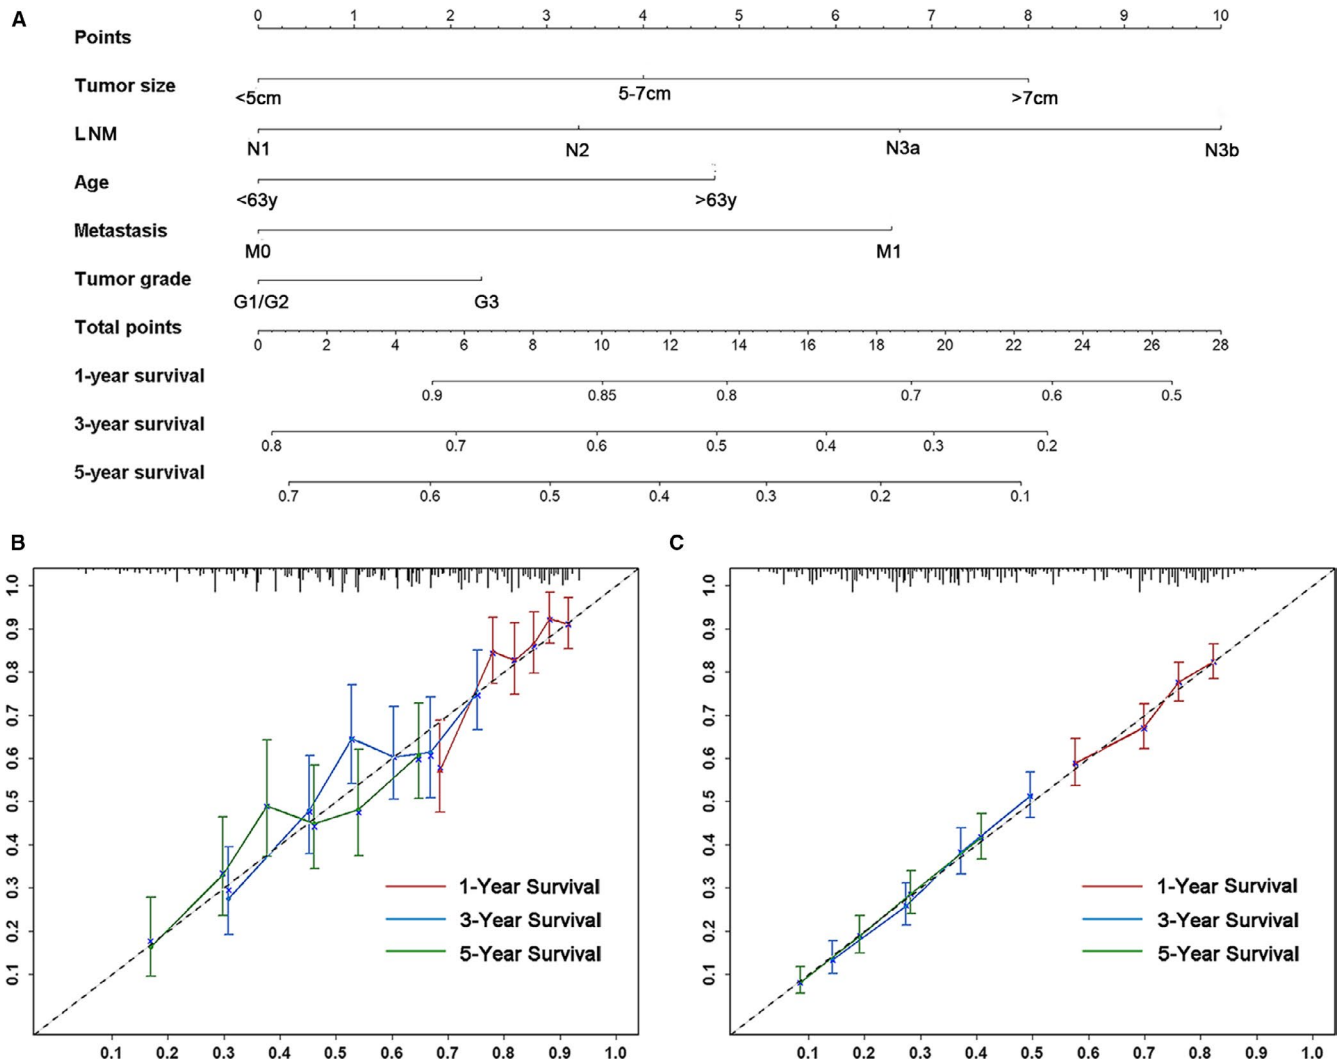 A
0 1 2 3 4 5 6 7 8 9 10
Points
Tumor size
<5cm 5-7cm >7cm
LNM
N1 N2 N3a N3b
Age
<63y >63y
Metastasis
M0 M1
Tumor grade
G1/G2 G3
Total points
0 2 4 6 8 10 12 14 16 18 20 22 24 26 28
1-year survival
0.9 0.85 0.8 0.7 0.6 0.5
3-year survival
0.8 0.7 0.6 0.5 0.4 0.3 0.2
5-year survival
0.7 0.6 0.5 0.4 0.3 0.2 0.1
B
1.0
0.9
0.8
0.7
0.6
0.5
0.4
0.3
0.2
0.1
1-Year Survival
3-Year Survival
5-Year Survival
0.1 0.2 0.3 0.4 0.5 0.6 0.7 0.8 0.9 1.0
C
1.0
0.9
0.8
0.7
0.6
0.5
0.4
0.3
0.2
0.1
1-Year Survival
3-Year Survival
5-Year Survival
0.1 0.2 0.3 0.4 0.5 0.6 0.7 0.8 0.9 1.0